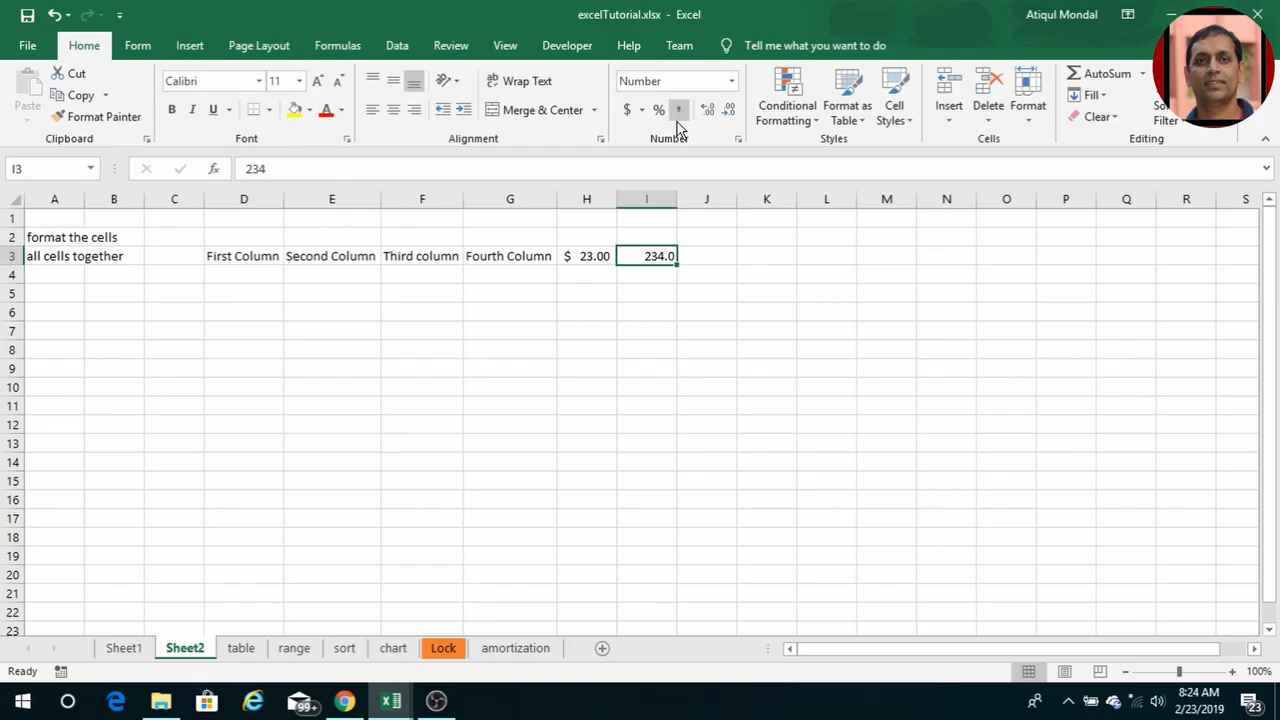 excelTutorial.xlsx - Excel
Atiqul Mondal
File Home Form Insert Page Layout Formulas Data Review View Developer Help Team Tell me what you want to do
Paste
Cut
Copy
Format Painter
Clipboard
Calibri 11
B I U
Font
Wrap Text
Merge & Center
Alignment
Number
$ % ,
Number
Conditional Formatting
Format as Table
Cell Styles
Styles
Insert
Delete
Format
Cells
AutoSum
Fill
Clear
Filter
Editing
I3 fx 234
A B C D E F G H I J K L M N O P Q R S
1
2 format the cells
3 all cells together First Column Second Column Third column Fourth Column $ 23.00 234.0
4
5
6
7
8
9
10
11
12
13
14
15
16
17
18
19
20
21
22
23
Sheet1 Sheet2 table range sort chart Lock amortization
Ready 100%
99+
8:24 AM
2/23/2019
23